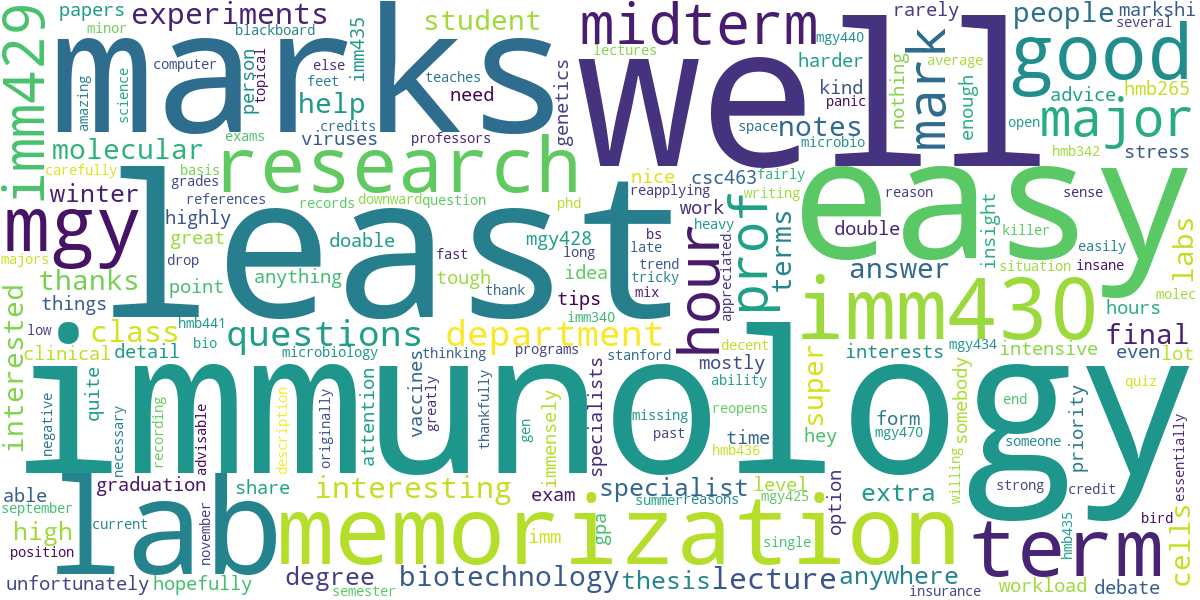 papers
experiments
minor
blackboard
student
midterm
rarely
people
markshi
several
imm429
marks
well
good
computer
topical
else
imm435
lectures
mgy440
harder
mark
amazing
science
person
feet
teaches
kind
panic
nothing
enough
advice
hmb265
help
need
genetics
credits
space
notes
open
major
molecular
exams
viruses
professors
microbio
hmb342
stress
carefully
basis
research
nice
csc463
fairly
easy
winter
grades
references
reapplying
writing
reason
sense
records
downward
question
phd
work
heavy
mgy
least
highly
hour
prof
terms
double
insight
killer
easily
great
doable
mgy428
bs
late
appreciated
situation
insane
labs
majors
drop
fast
long
trend
answer
molec
thanks
point
anything
tough
idea
tricky
things
thank
tips
mix
imm430
hours
interested
low
hmb441
imm340
class
questions
department
decent
final
clinical
detail
bio
microbiology
thinking
programs
stanford
mostly
super
interests
mgy434
intensive
even
lot
immunology
quite
attention
vaccines
greatly
thankfully
immensely
specialists
ability
missing
reopens
form
end
quiz
negative
necessary
recording
advisable
description
originally
gen
past
time
hey
mgy470
somebody
someone
priority
hmb436
willing
essentially
able
graduation
share
interesting
specialist
level
extra
strong
credit
september
lab
exam
summer
reasons
mgy425
option
cells
high
current
november
memorization
imm
gpa
single
term
hmb435
bird
position
unfortunately
hopefully
degree
semester
biotechnology
thesis
lecture
anywhere
insurance
workload
debate